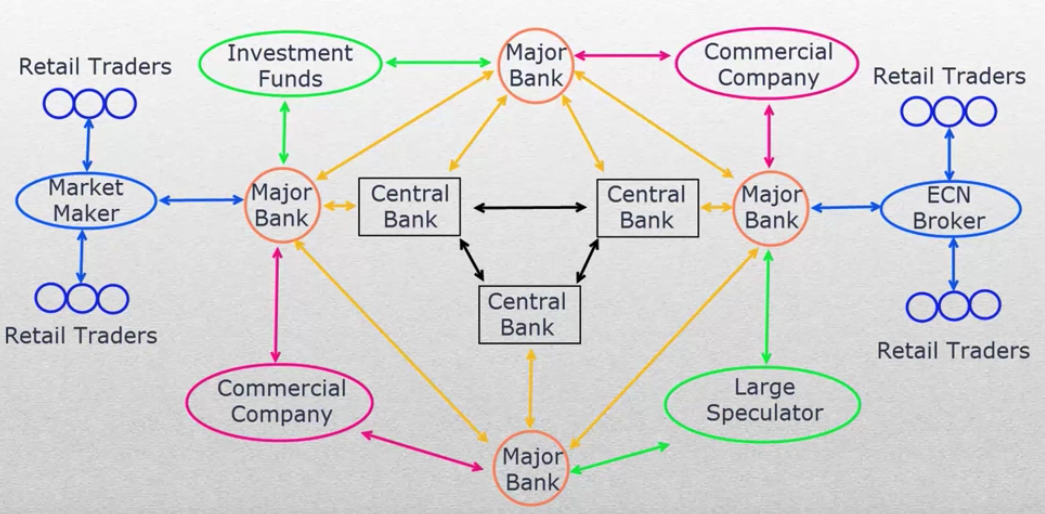 Retail Traders
Investment
Funds
Major
Bank
Commercial
Company
Retail Traders
Market
Maker
Major
Bank
Central
Bank
Central
Bank
Major
Bank
ECN
Broker
Central
Bank
Retail Traders
Retail Traders
Commercial
Company
Large
Speculator
Major
Bank